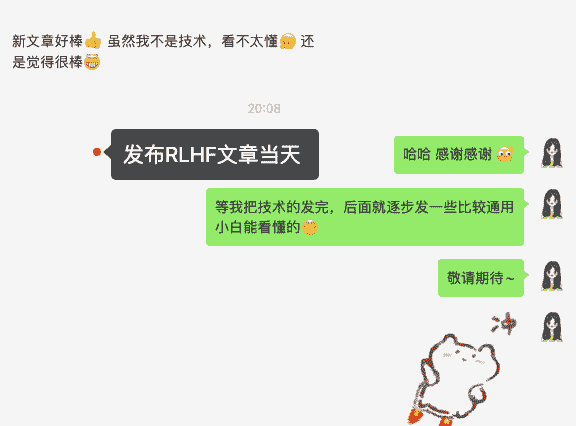 新文章好棒👍 虽然我不是技术，看不太懂🤕 还
是觉得很棒😁
20:08
发布RLHF文章当天
哈哈 感谢感谢
等我把技术的发完，后面就逐步发一些比较通用
小白能看懂的
敬请期待~
冲